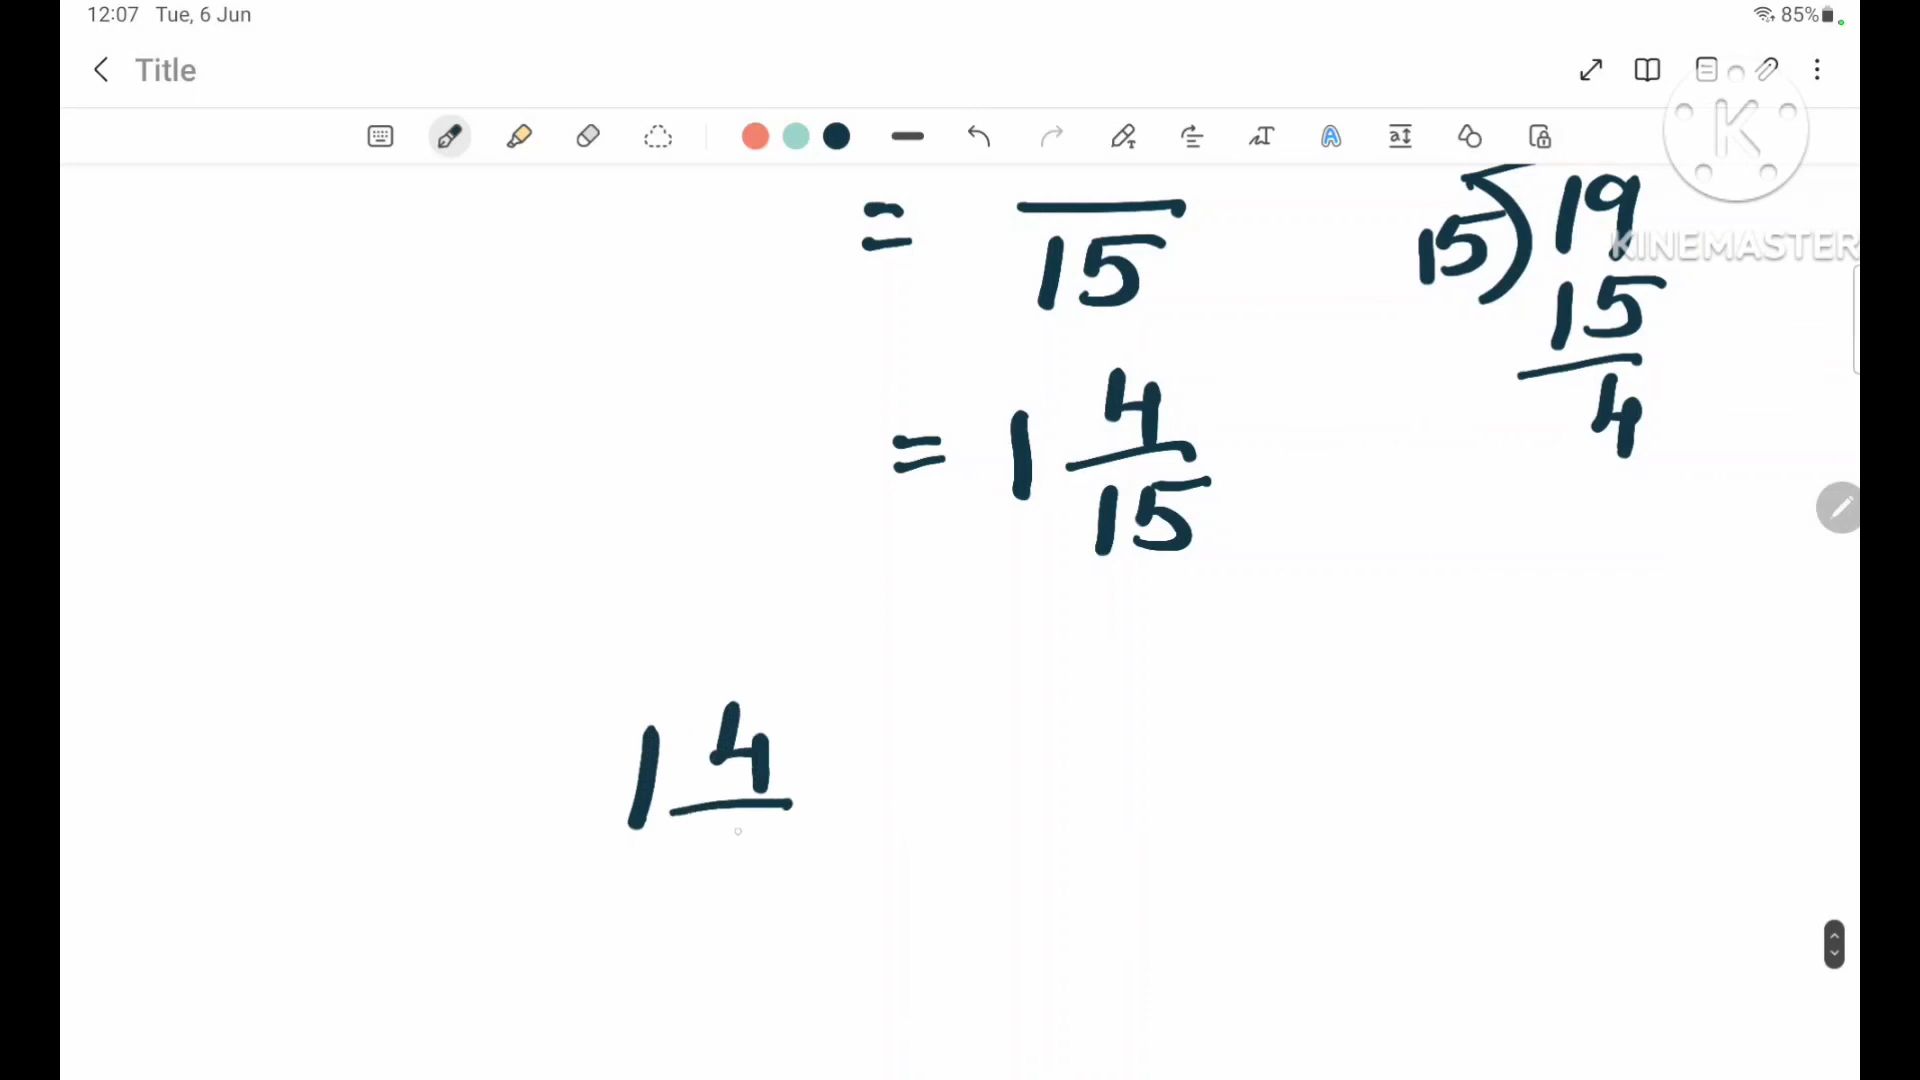 12:07 Tue, 6 Jun 85%
Title
K
KINEMASTER
= /15
15) 19
15
4
= 1 4/15
1 4/